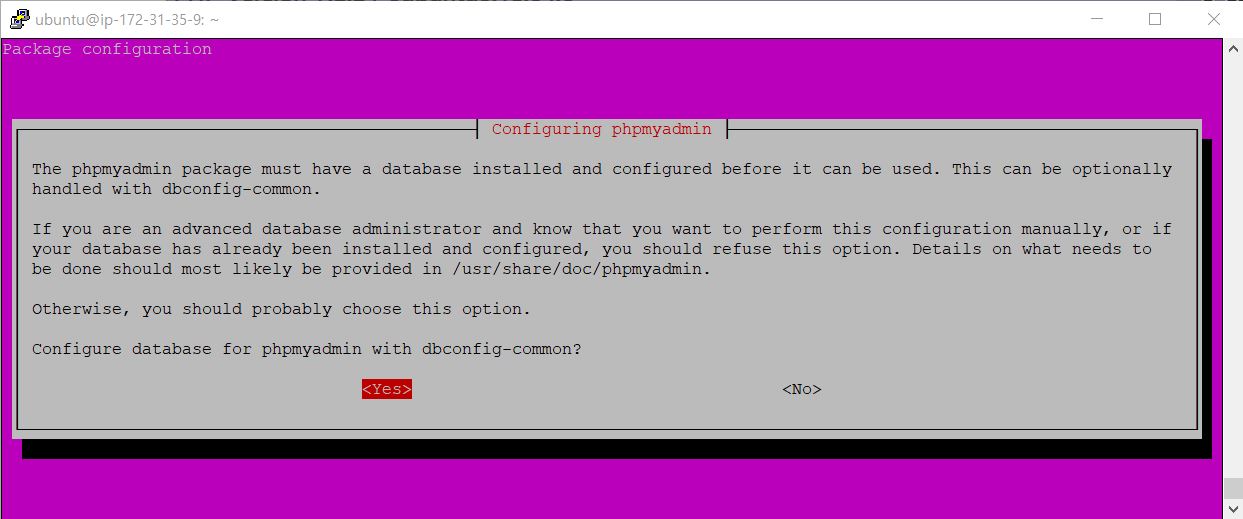 ubuntu@ip-172-31-35-9: ~
Package configuration
Configuring phpmyadmin
The phpmyadmin package must have a database installed and configured before it can be used. This can be optionally
handled with dbconfig-common.
If you are an advanced database administrator and know that you want to perform this configuration manually, or if
your database has already been installed and configured, you should refuse this option. Details on what needs to
be done should most likely be provided in /usr/share/doc/phpmyadmin.
Otherwise, you should probably choose this option.
Configure database for phpmyadmin with dbconfig-common?
<Yes> <No>